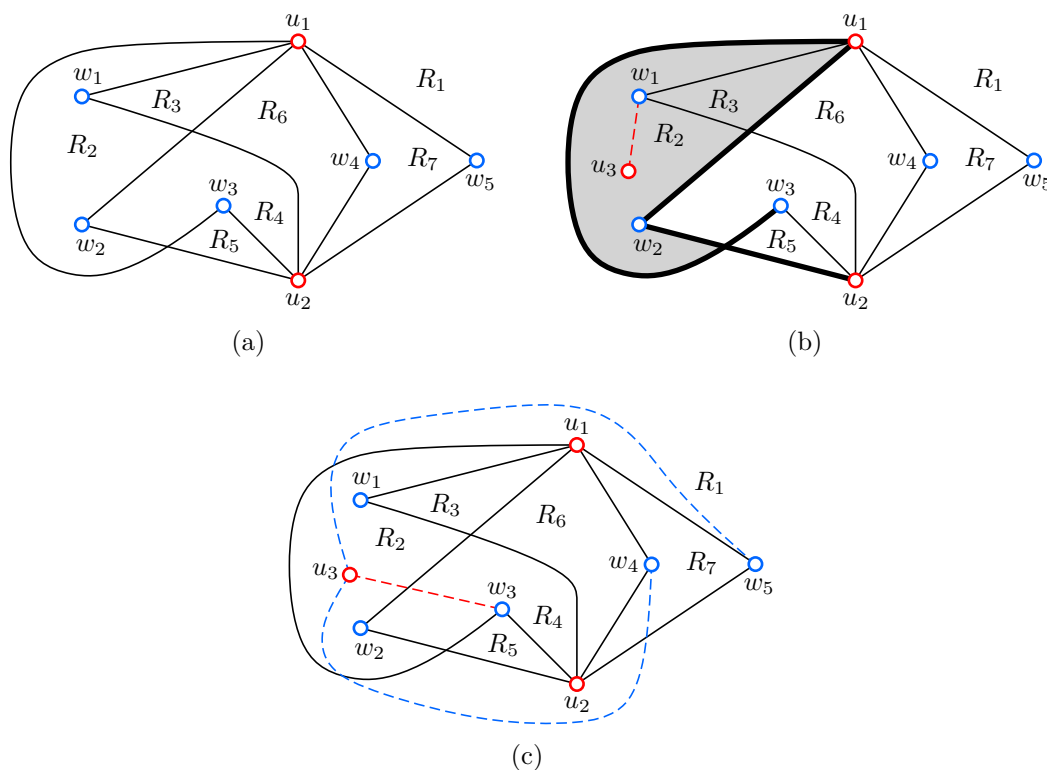 u₁
R₁
w₁
R₃
R₆
R₂
w₄
R₇
w₅
w₃
R₄
w₂
R₅
u₂
(a)
u₁
R₁
w₁
R₃
R₆
R₂
w₄
R₇
w₅
u₃
w₃
R₄
w₂
R₅
u₂
(b)
u₁
R₁
w₁
R₃
R₆
R₂
w₄
R₇
w₅
u₃
w₃
R₄
w₂
R₅
u₂
(c)